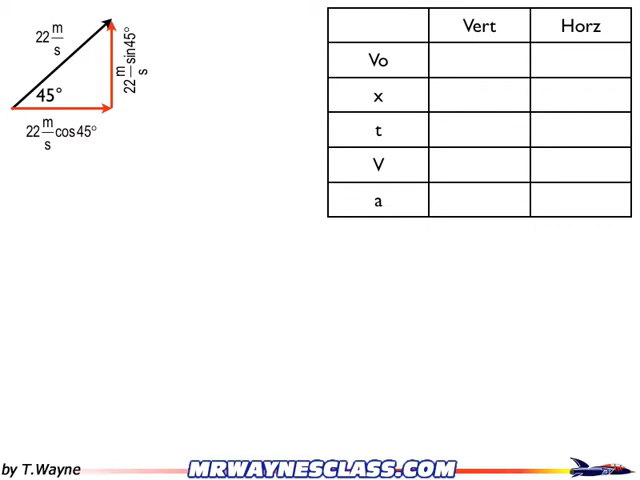 22 m/s
22 m/s sin45°
45°
22 m/s cos45°
Vert Horz
Vo
x
t
V
a
by T.Wayne
MRWAYNESCLASS.COM